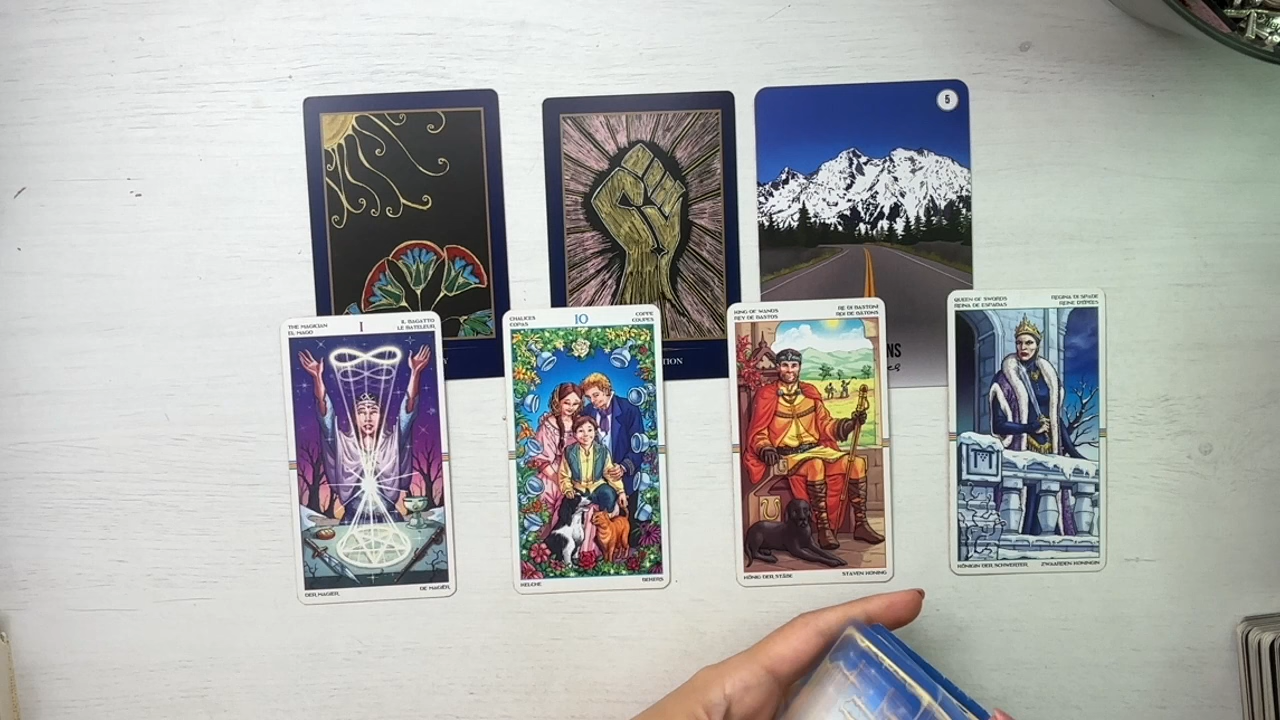 5
Y
ION
NS
THE MAGICIAN
EL MAGO
I
IL BAGATTO
LE BATELEUR
DER MAGIER
DE MAGIËR
CHALICES
COPAS
10
COPPE
COUPES
KELCHE
BEKERS
KING OF WANDS
REY DE BASTOS
RE DI BASTONI
ROI DE BÂTONS
KÖNIG DER STÄBE
STAVEN KONING
QUEEN OF SWORDS
REINA DE ESPADAS
REGINA DI SPADE
REINE D'EPEES
KÖNIGIN DER SCHWERTER
ZWAARDEN KONINGIN